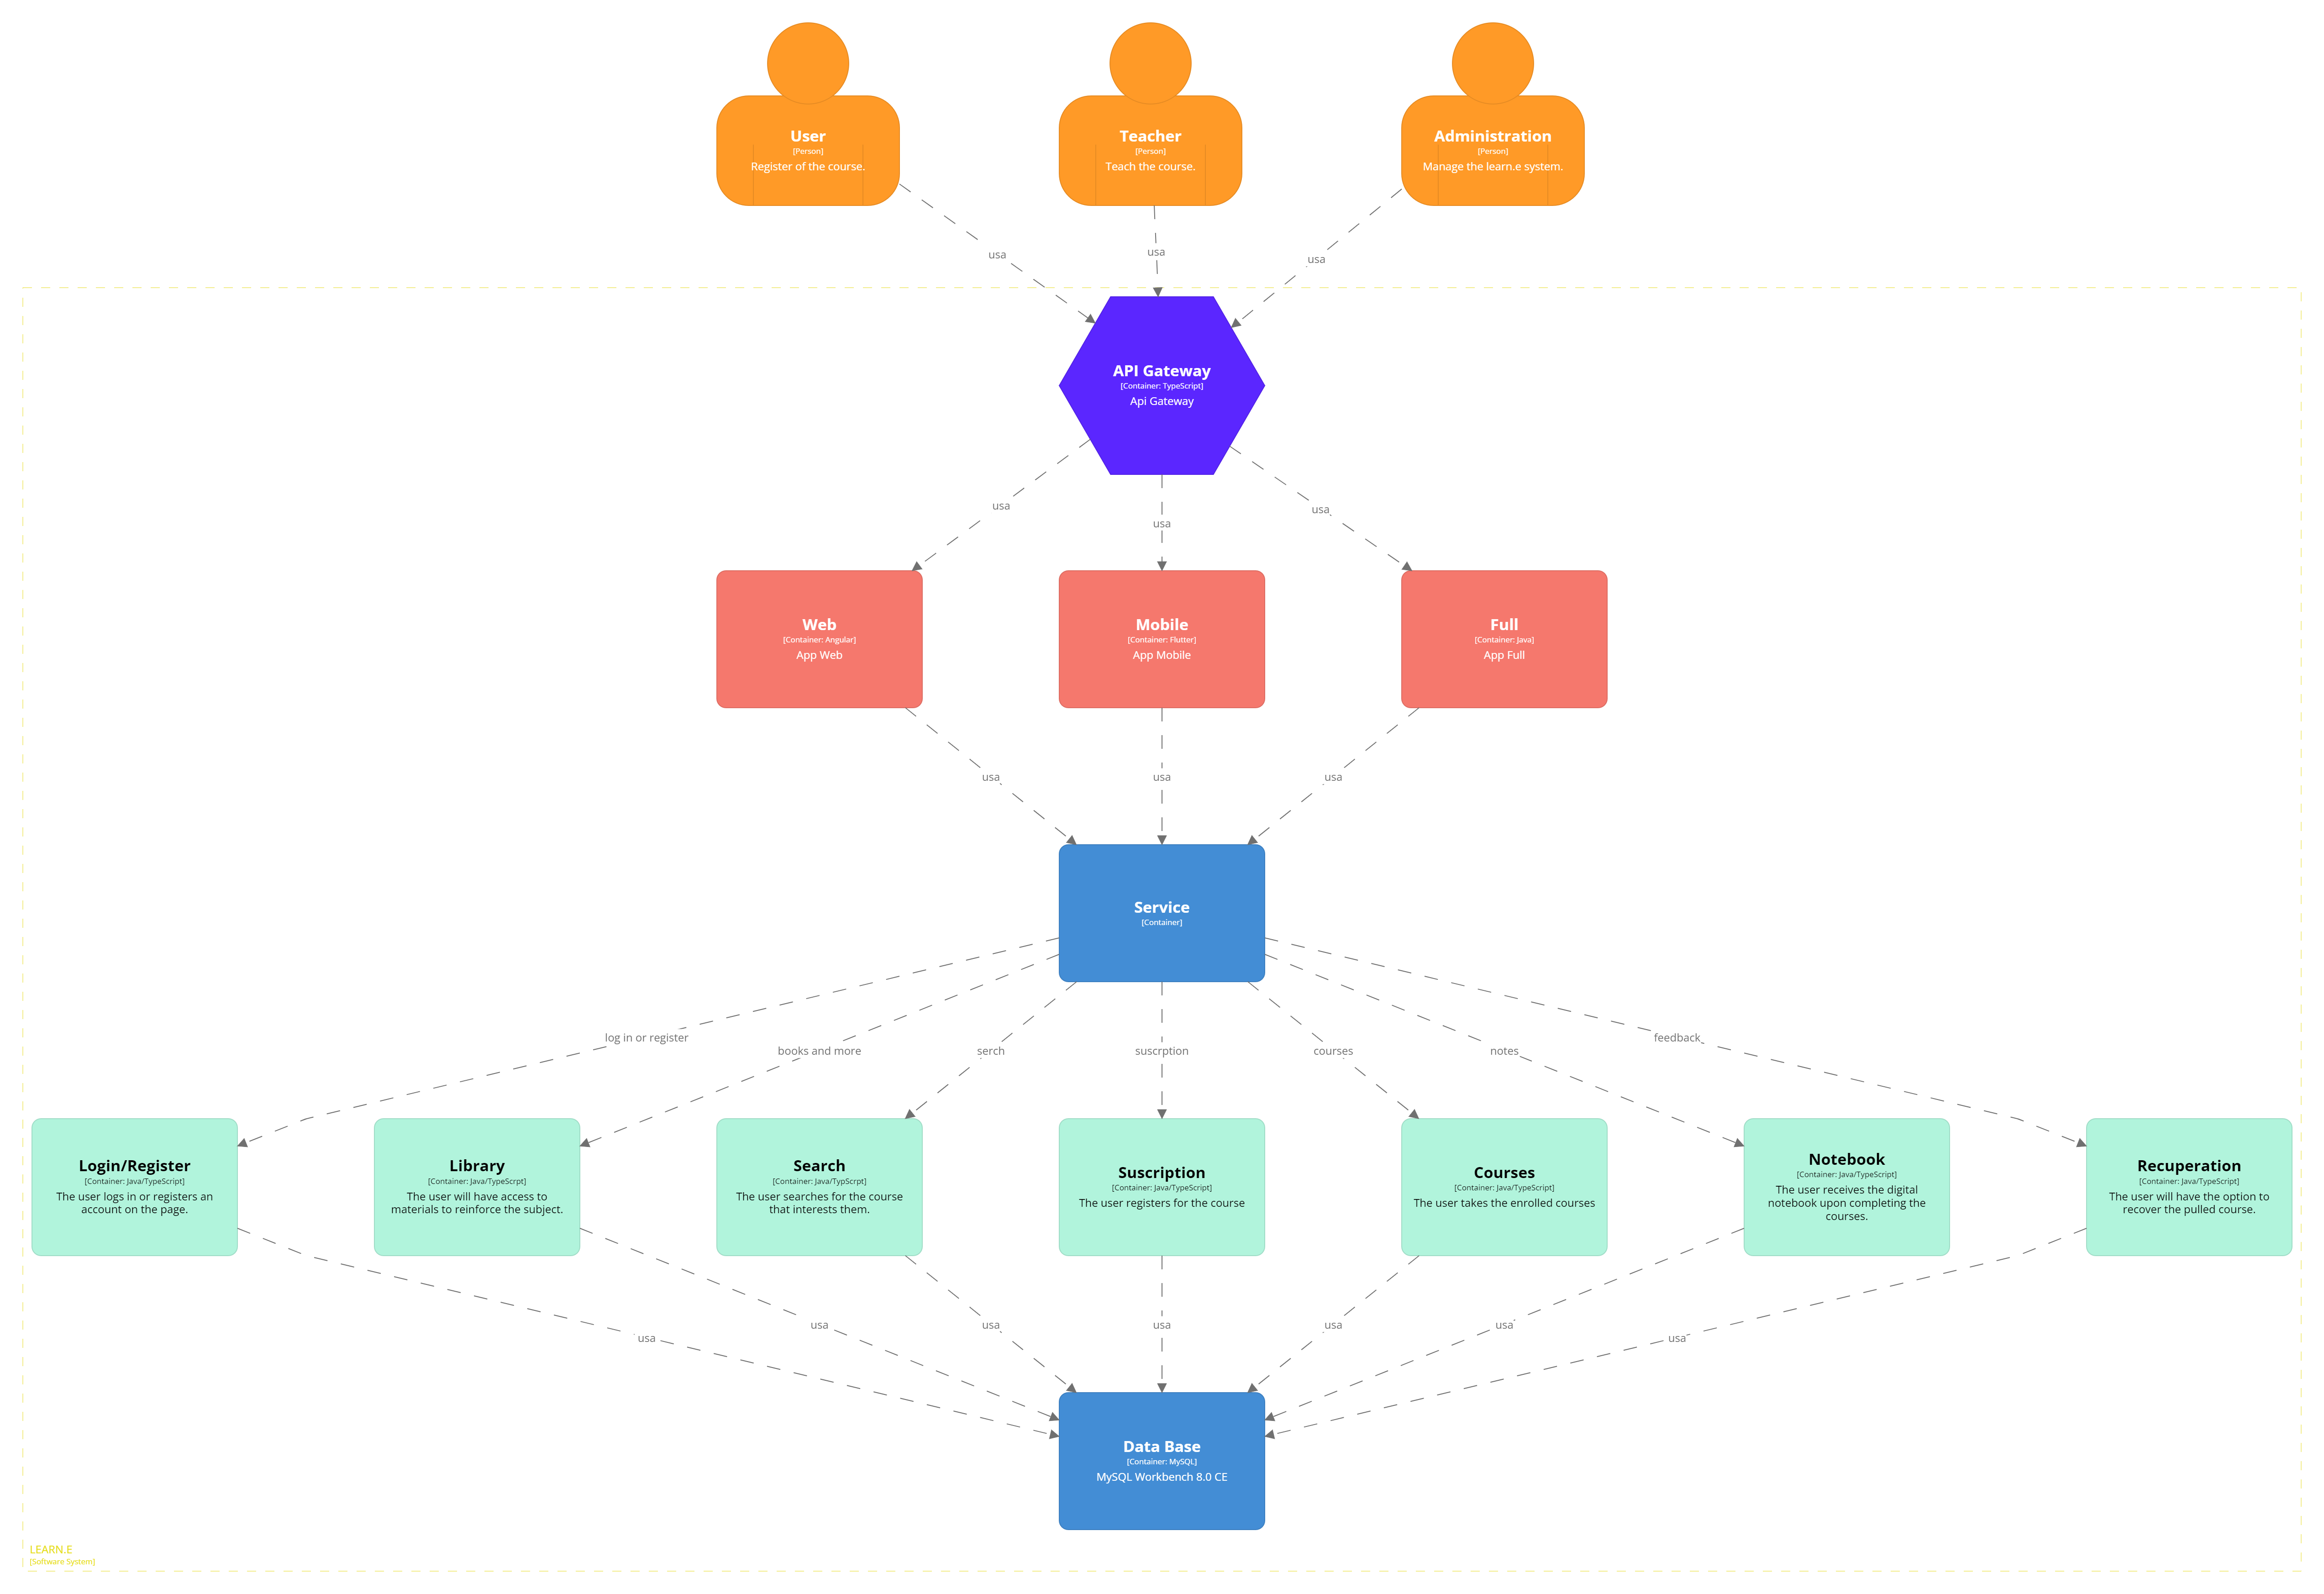 User
[Person]
Register of the course.
Teacher
[Person]
Teach the course.
Administration
[Person]
Manage the learn.e system.
usa
usa
usa
API Gateway
[Container: TypeScript]
Api Gateway
usa
usa
usa
Web
[Container: Angular]
App Web
Mobile
[Container: Flutter]
App Mobile
Full
[Container: Java]
App Full
usa
usa
usa
Service
[Container]
log in or register
books and more
serch
suscrption
courses
notes
feedback
Login/Register
[Container: Java/TypeScript]
The user logs in or registers an
account on the page.
Library
[Container: Java/TypeScrpt]
The user will have access to
materials to reinforce the subject.
Search
[Container: Java/TypScrpt]
The user searches for the course
that interests them.
Suscription
[Container: Java/TypeScript]
The user registers for the course
Courses
[Container: Java/TypeScript]
The user takes the enrolled courses
Notebook
[Container: Java/TypeScript]
The user receives the digital
notebook upon completing the
courses.
Recuperation
[Container: Java/TypeScript]
The user will have the option to
recover the pulled course.
usa
usa
usa
usa
usa
usa
usa
Data Base
[Container: MySQL]
MySQL Workbench 8.0 CE
LEARN.E
[Software System]